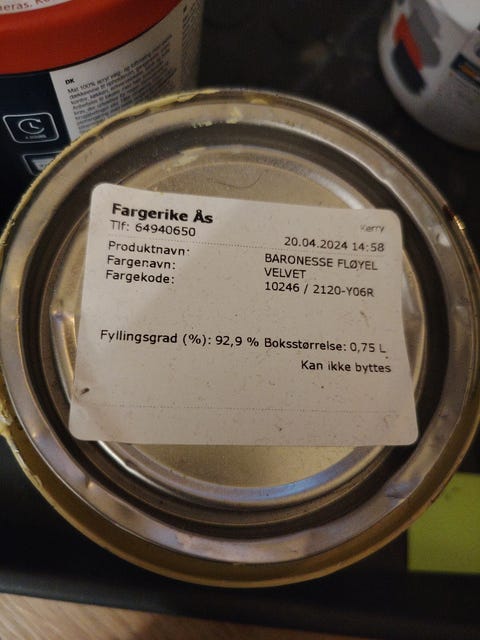 DK
Fargerike Ås
Tlf: 64940650
Kerry
20.04.2024 14:58
Produktnavn: BARONESSE FLØYEL
Fargenavn: VELVET
Fargekode: 10246 / 2120-Y06R
Fyllingsgrad (%): 92,9 % Boksstørrelse: 0,75 L
Kan ikke byttes